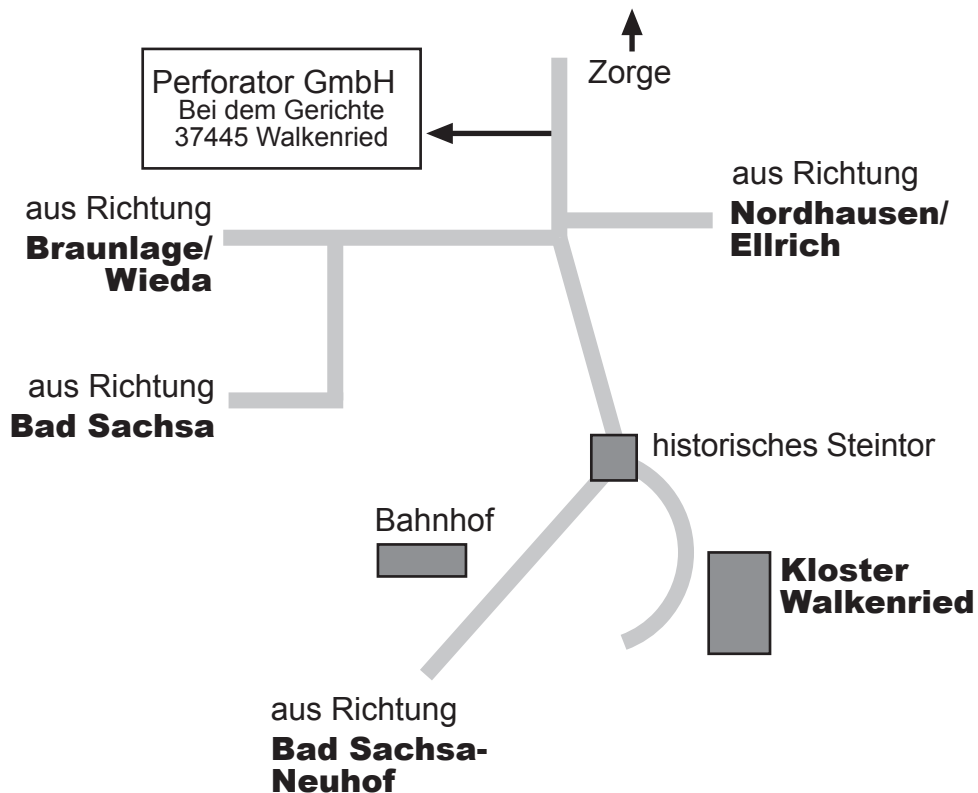 Zorge
Perforator GmbH
Bei dem Gerichte
37445 Walkenried
aus Richtung
Nordhausen/
Ellrich
aus Richtung
Braunlage/
Wieda
aus Richtung
Bad Sachsa
historisches Steintor
Bahnhof
Kloster
Walkenried
aus Richtung
Bad Sachsa-
Neuhof